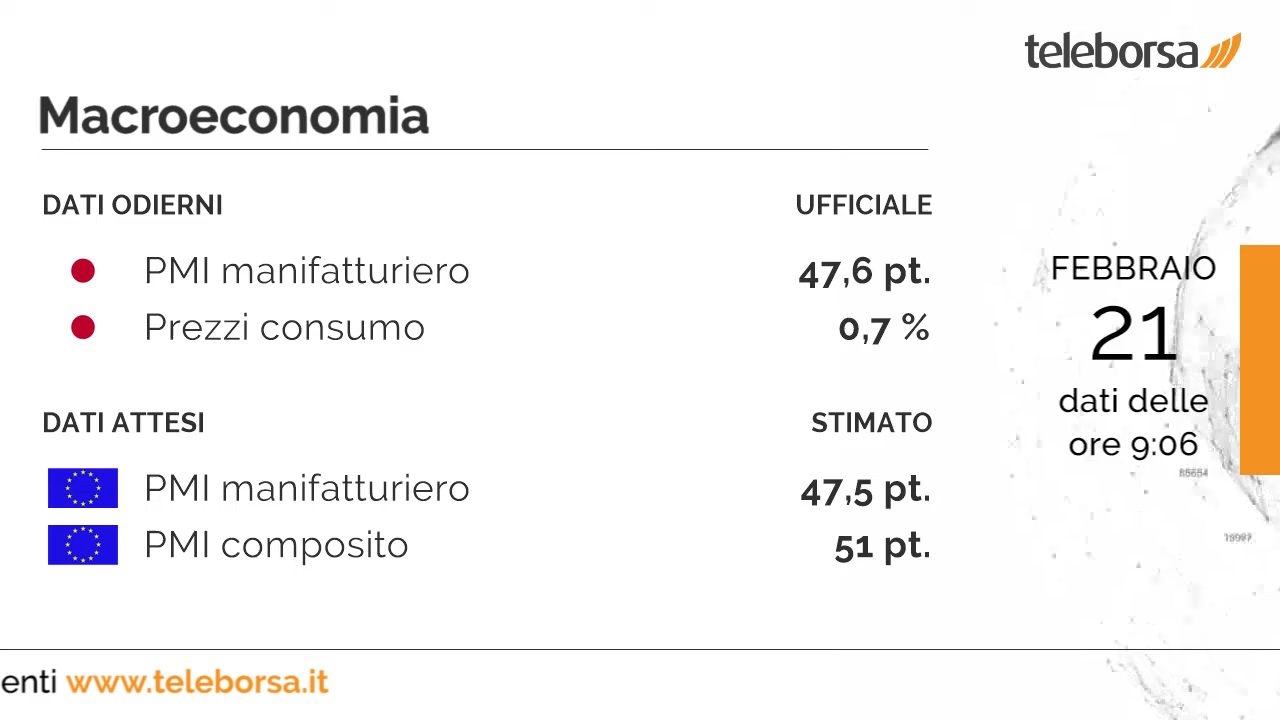 teleborsa
Macroeconomia
DATI ODIERNI UFFICIALE
PMI manifatturiero 47,6 pt.
Prezzi consumo 0,7 %
DATI ATTESI STIMATO
PMI manifatturiero 47,5 pt.
PMI composito 51 pt.
FEBBRAIO
21
dati delle
ore 9:06
enti www.teleborsa.it